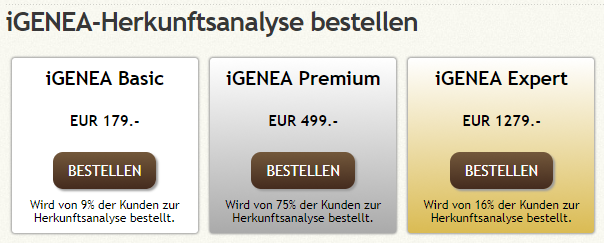 iGENEA-Herkunftsanalyse bestellen
iGENEA Basic
EUR 179.-
BESTELLEN
Wird von 9% der Kunden zur
Herkunftsanalyse bestellt.
iGENEA Premium
EUR 499.-
BESTELLEN
Wird von 75% der Kunden zur
Herkunftsanalyse bestellt.
iGENEA Expert
EUR 1279.-
BESTELLEN
Wird von 16% der Kunden zur
Herkunftsanalyse bestellt.